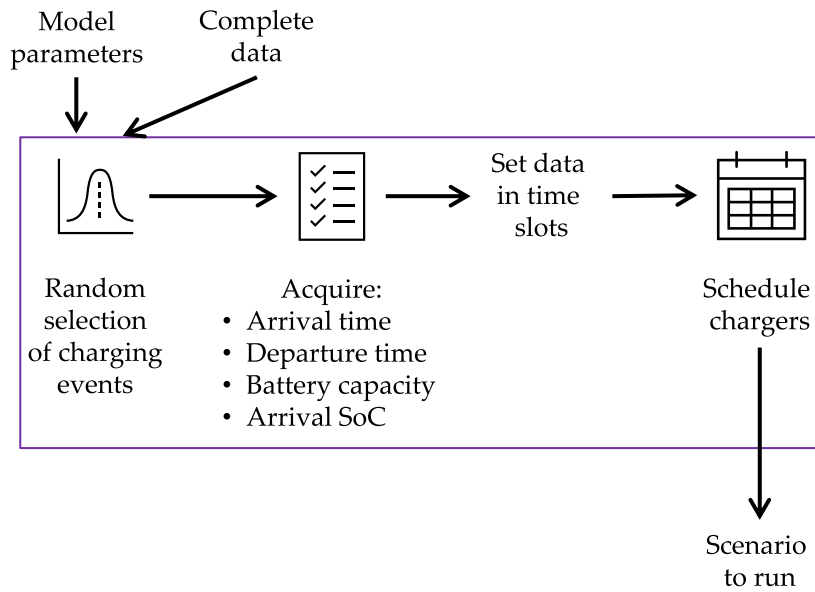 Model
parameters
Complete
data
Set data
in time
slots
Random
selection
of charging
events
Acquire:
• Arrival time
• Departure time
• Battery capacity
• Arrival SoC
Schedule
chargers
Scenario
to run